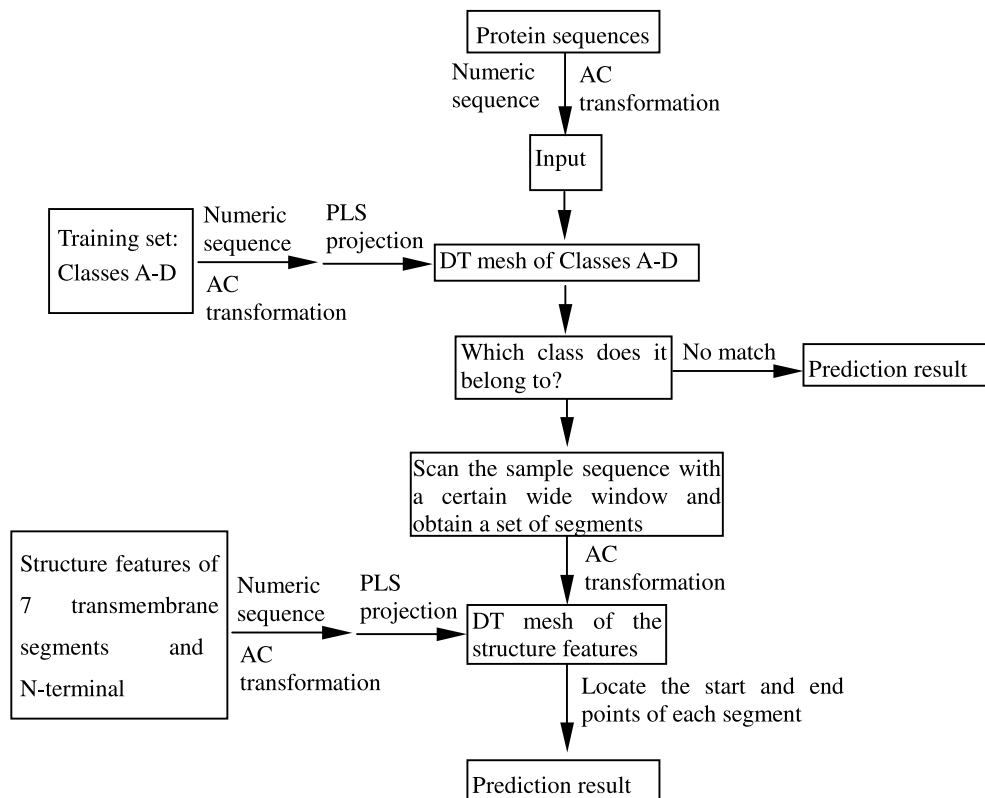 Protein sequences
Numeric
sequence
AC
transformation
Input
Training set:
Classes A-D
Numeric
sequence
AC
transformation
PLS
projection
DT mesh of Classes A-D
Which class does it
belong to?
No match
Prediction result
Scan the sample sequence with
a certain wide window and
obtain a set of segments
AC
transformation
Structure features of
7 transmembrane
segments and
N-terminal
Numeric
sequence
AC
transformation
PLS
projection
DT mesh of the
structure features
Locate the start and end
points of each segment
Prediction result